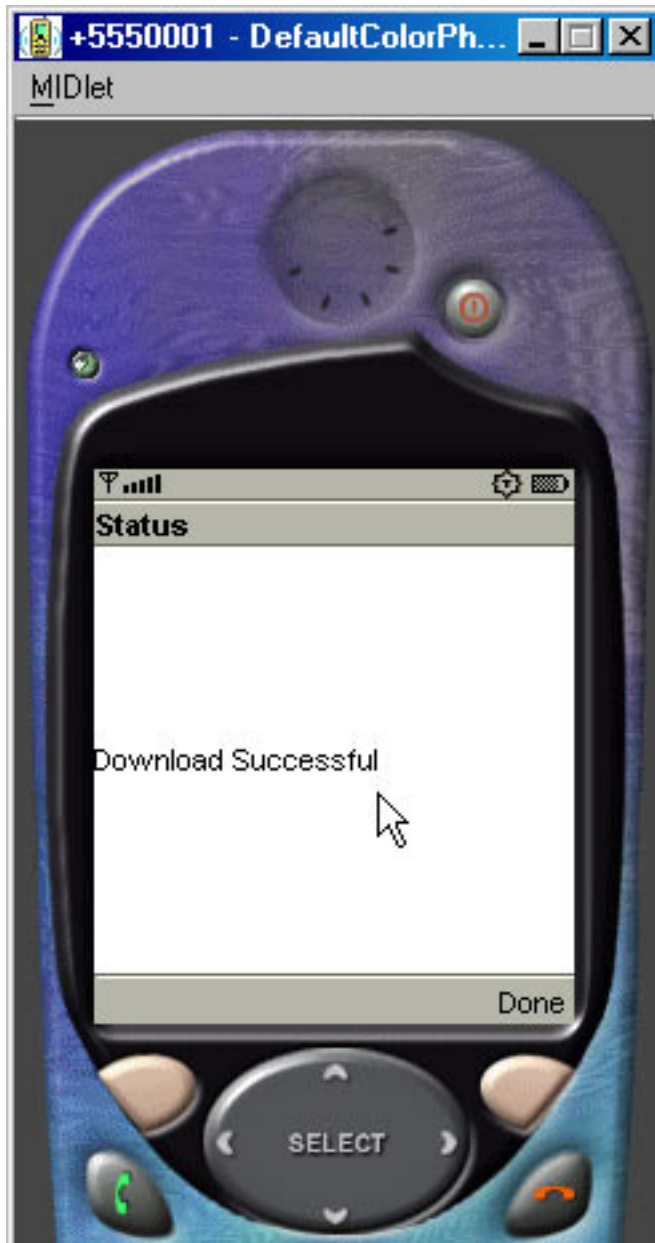 +5550001 - DefaultColorPh...
MIDlet
Status
Download Successful
Done
SELECT